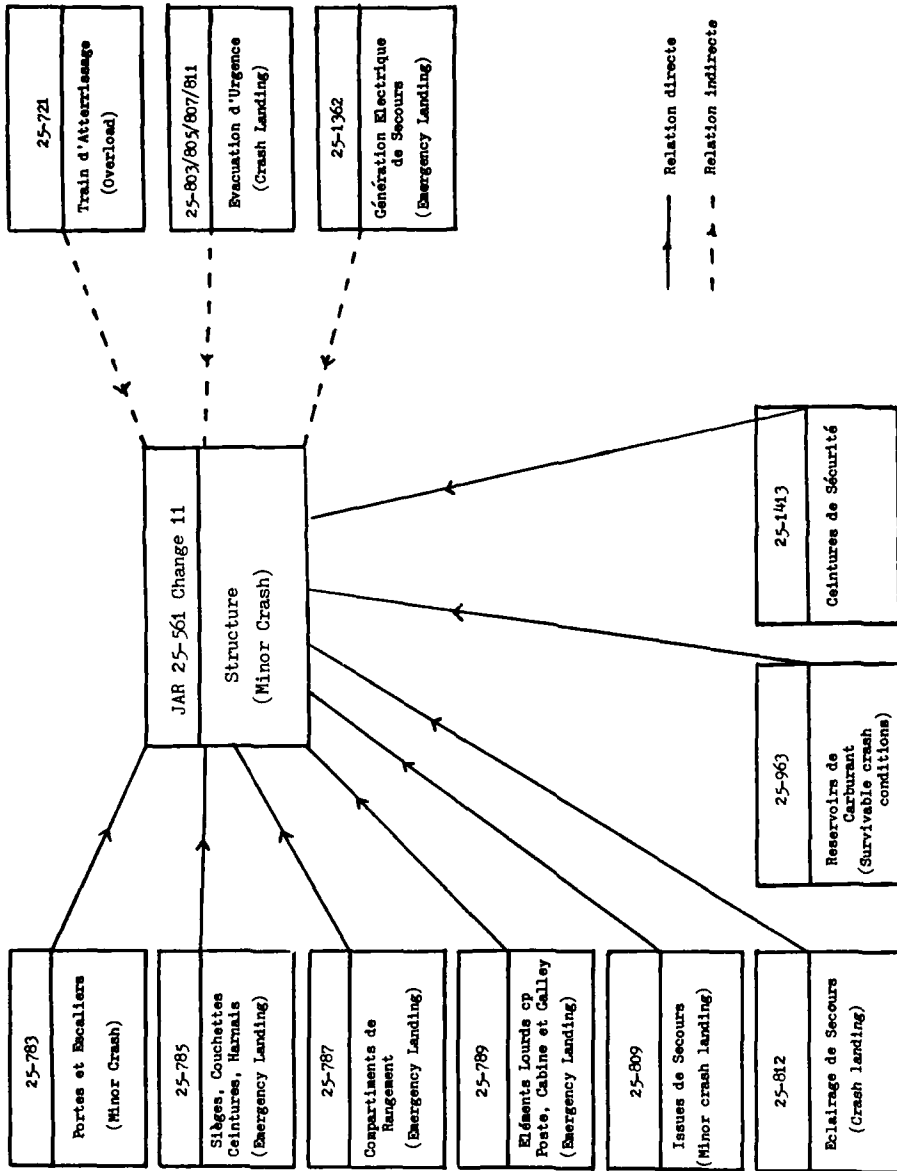 25-783
Portes et Escaliers
(Minor Crash)
25-785
Sièges, Couchettes
Ceintures, Harnais
(Emergency Landing)
25-787
Compartiments de
Rangement
(Emergency Landing)
25-789
Eléments Lourds cp
Poste, Cabine et Galley
(Emergency Landing)
25-809
Issues de Secours
(Minor crash landing)
25-812
Eclairage de Secours
(Crash landing)
JAR 25-561 Change 11
Structure
(Minor Crash)
25-963
Reservoirs de
Carburant
(Survivable crash
conditions)
25-1413
Ceintures de Sécurité
25-721
Train d'Atterrissage
(Overload)
25-803/805/807/811
Evacuation d'Urgence
(Crash Landing)
25-1362
Génération Electrique
de Secours
(Emergency Landing)
Relation directe
Relation indirecte